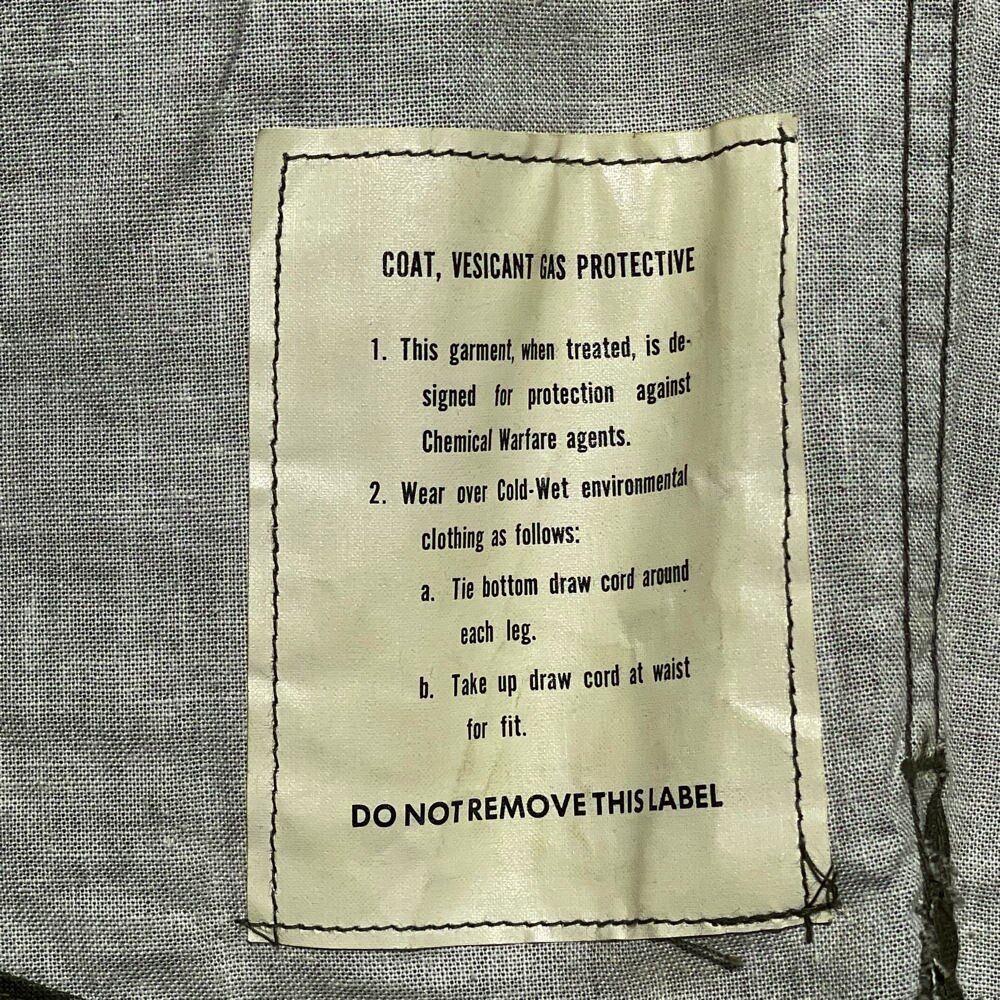 COAT, VESICANT GAS PROTECTIVE
1. This garment, when treated, is de-
signed for protection against
Chemical Warfare agents.
2. Wear over Cold-Wet environmental
clothing as follows:
a. Tie bottom draw cord around
each leg.
b. Take up draw cord at waist
for fit.
DO NOT REMOVE THIS LABEL